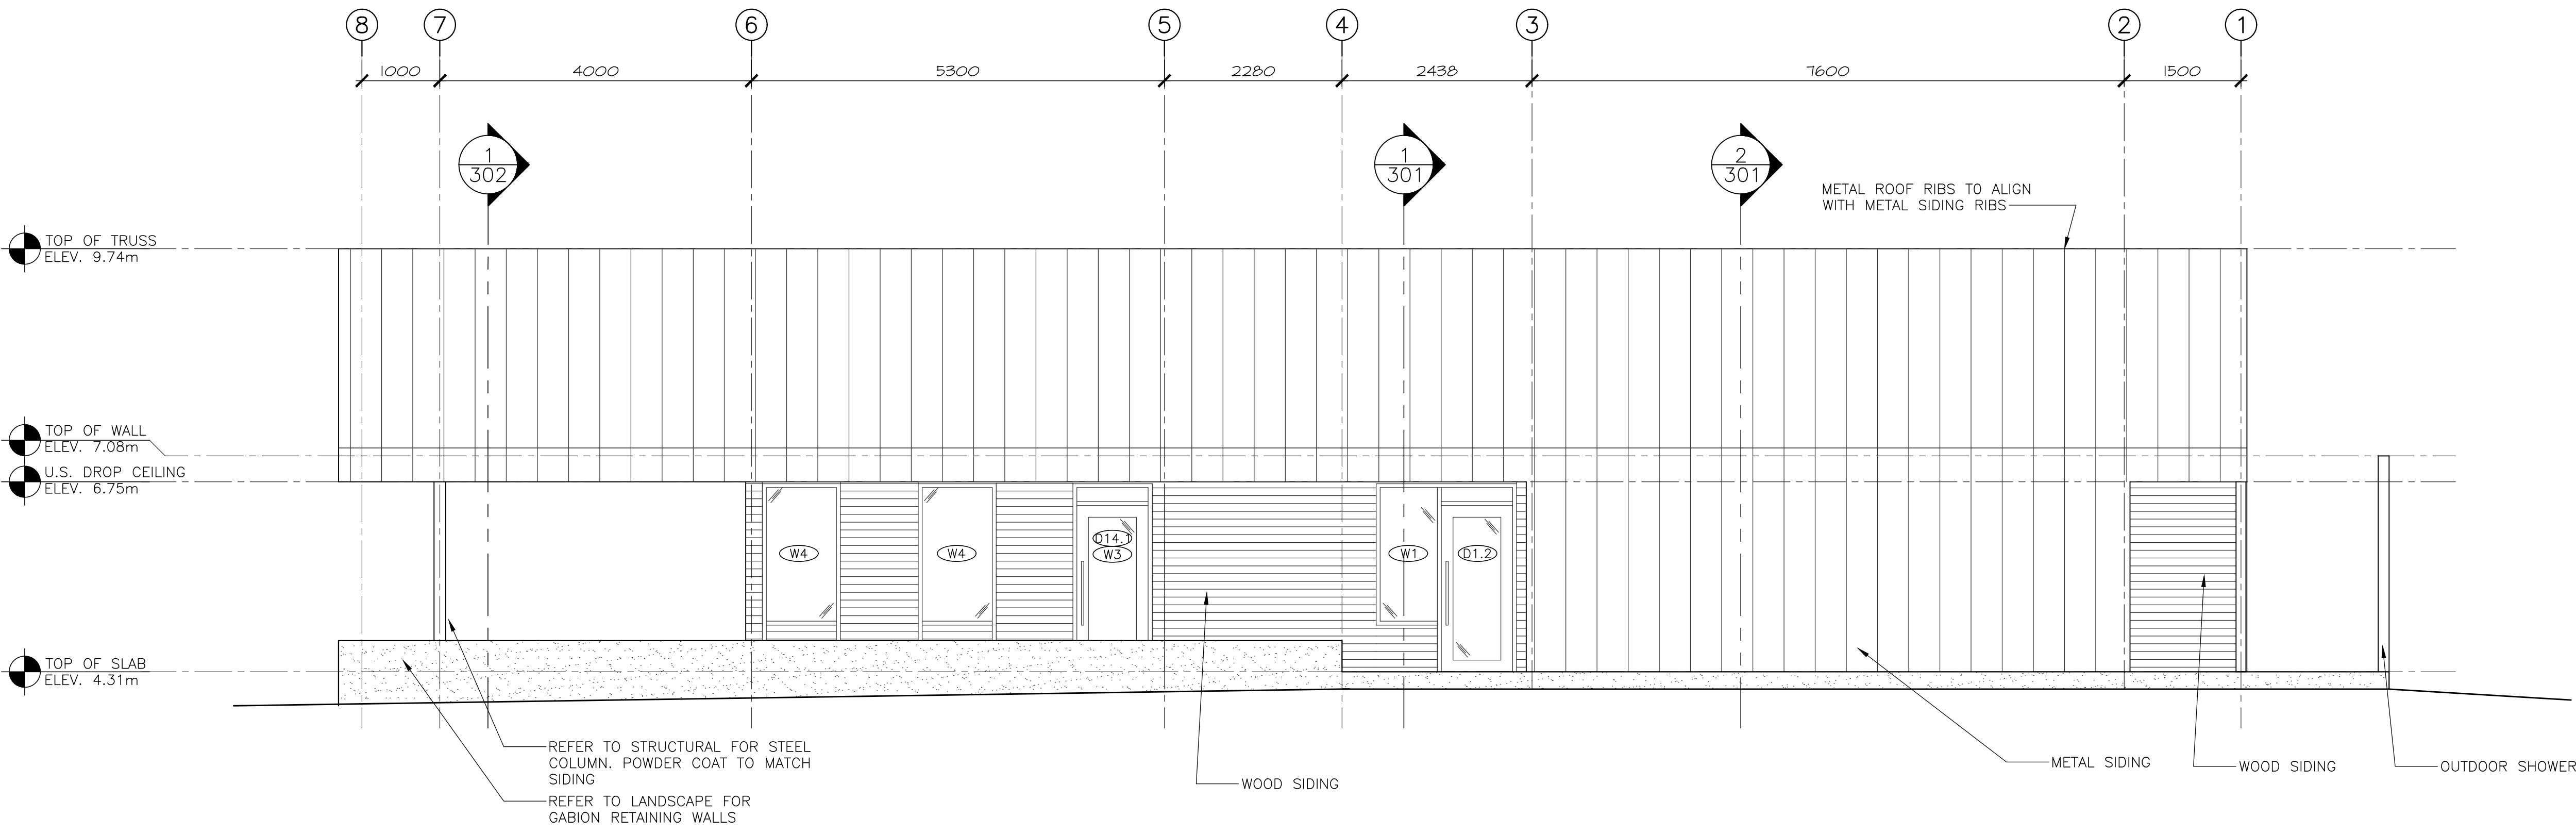 8 7 6 5 4 3 2 1
1000 4000 5300 2280 2438 7600 1500
1
302
1
301
2
301
METAL ROOF RIBS TO ALIGN
WITH METAL SIDING RIBS
TOP OF TRUSS
ELEV. 9.74m
TOP OF WALL
ELEV. 7.08m
U.S. DROP CEILING
ELEV. 6.75m
W4
W4
D14.1
W3
W1
D1.2
TOP OF SLAB
ELEV. 4.31m
REFER TO STRUCTURAL FOR STEEL
COLUMN. POWDER COAT TO MATCH
SIDING
REFER TO LANDSCAPE FOR
GABION RETAINING WALLS
WOOD SIDING
METAL SIDING
WOOD SIDING
OUTDOOR SHOWER